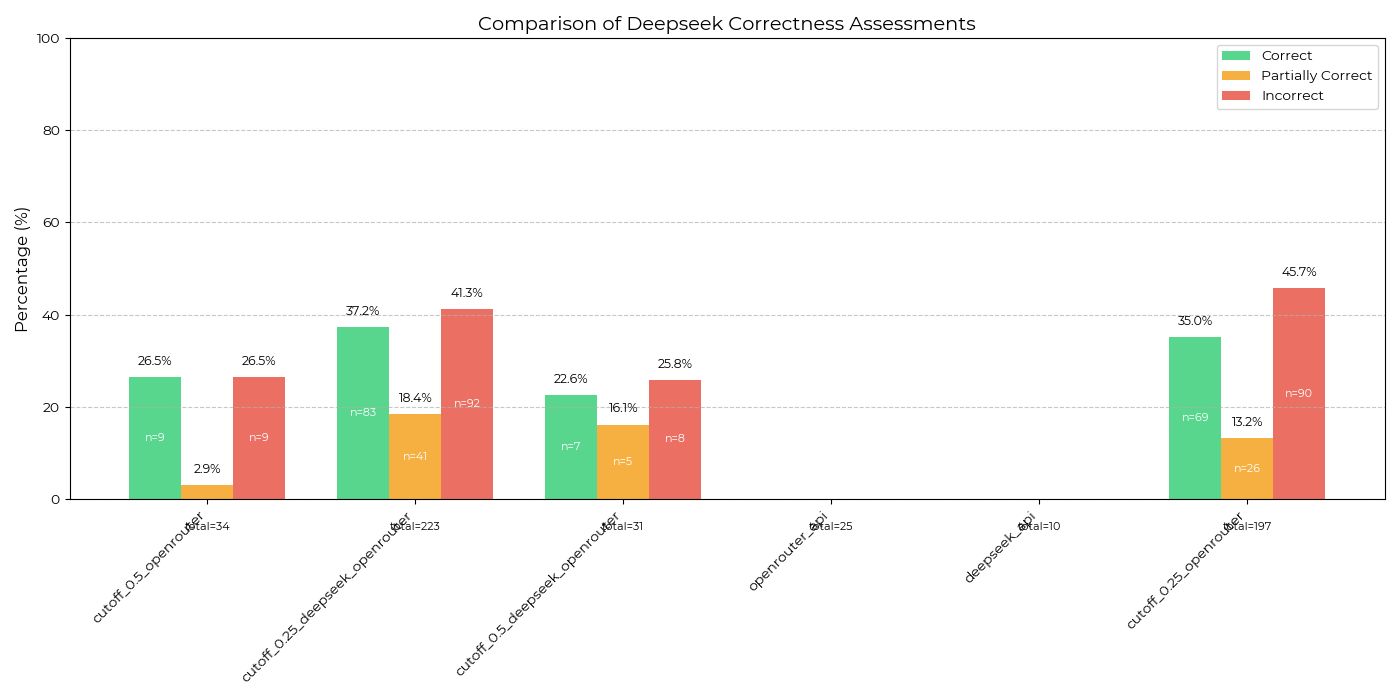 Comparison of Deepseek Correctness Assessments
100
80
60
40
20
0
Percentage (%)
Correct
Partially Correct
Incorrect
26.5%
n=9
2.9%
26.5%
n=9
37.2%
n=83
18.4%
n=41
41.3%
n=92
22.6%
n=7
16.1%
n=5
25.8%
n=8
35.0%
n=69
13.2%
n=26
45.7%
n=90
total=34
total=223
total=31
total=25
total=10
total=197
cutoff_0.5_openrouter
cutoff_0.25_deepseek_openrouter
cutoff_0.5_deepseek_openrouter
openrouter_api
deepseek_api
cutoff_0.25_openrouter